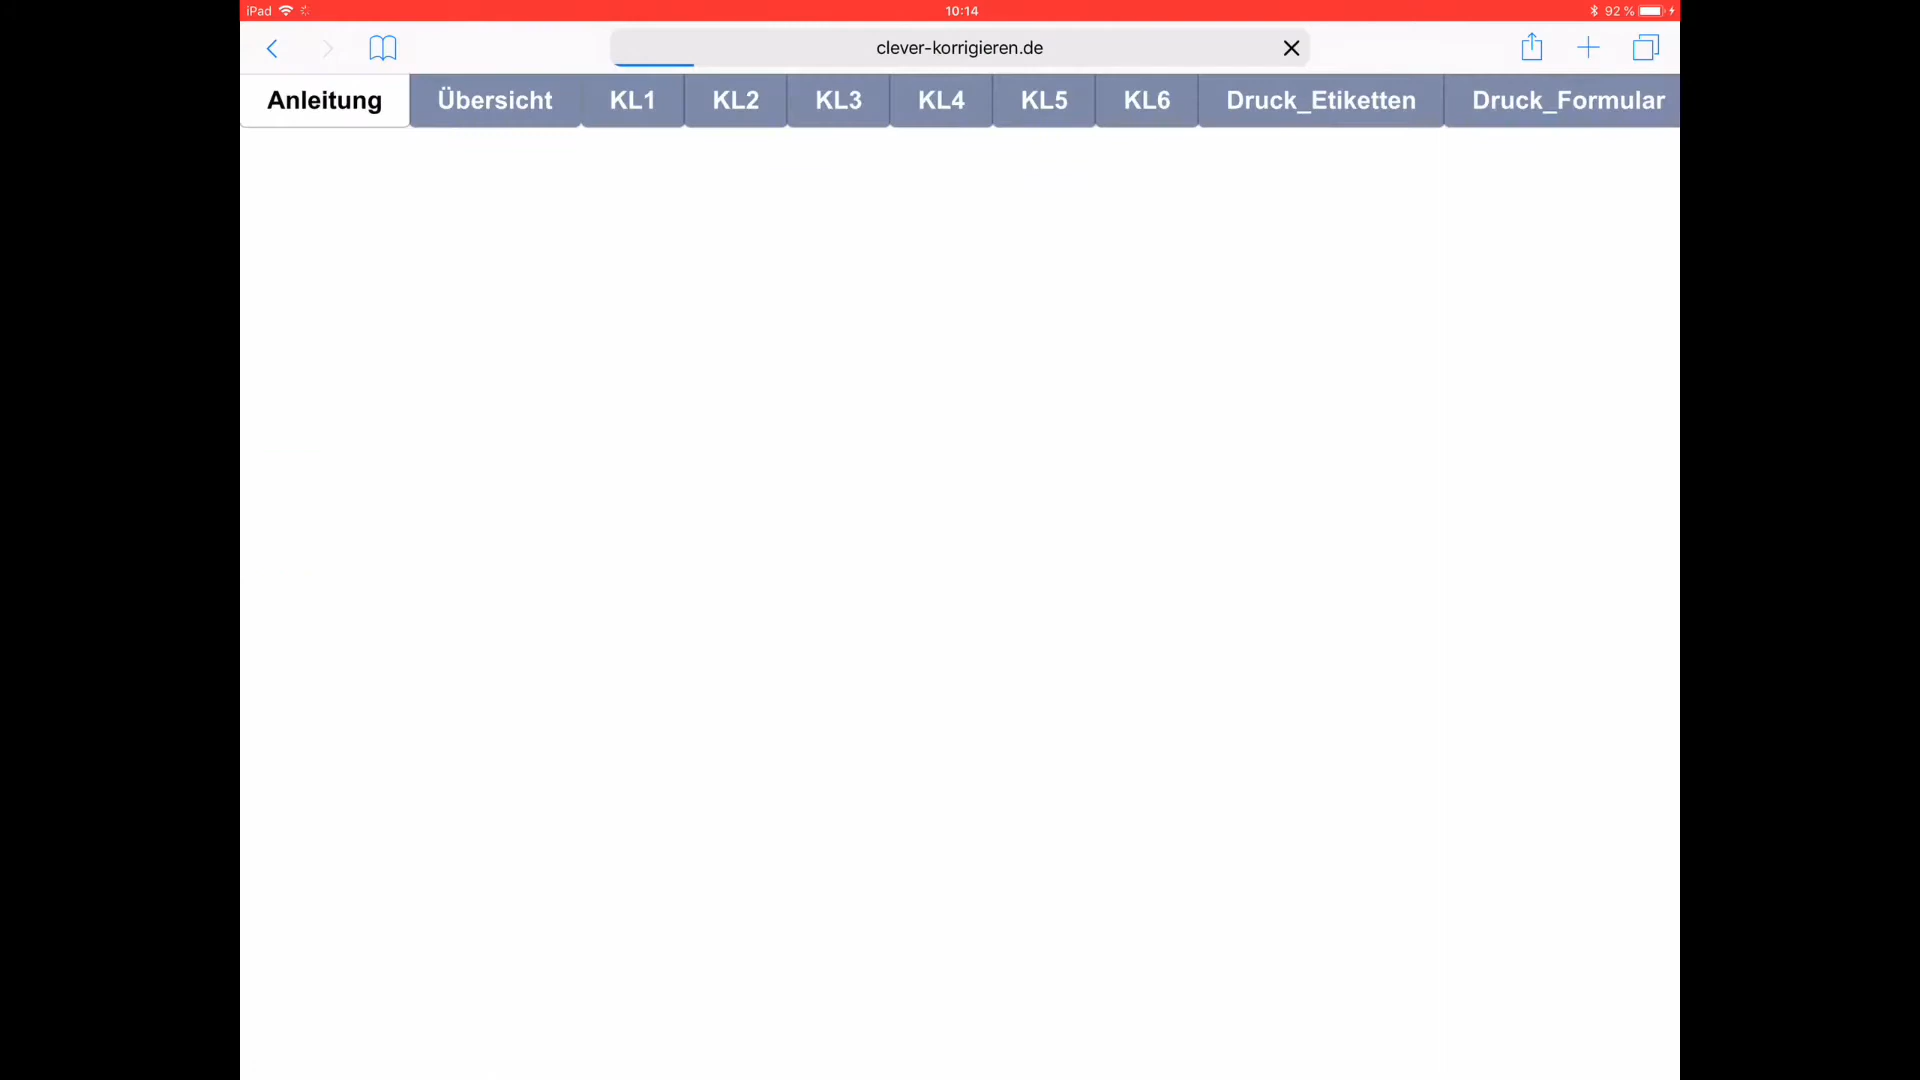 iPad 10:14 92 %
clever-korrigieren.de
Anleitung Übersicht KL1 KL2 KL3 KL4 KL5 KL6 Druck_Etiketten Druck_Formular